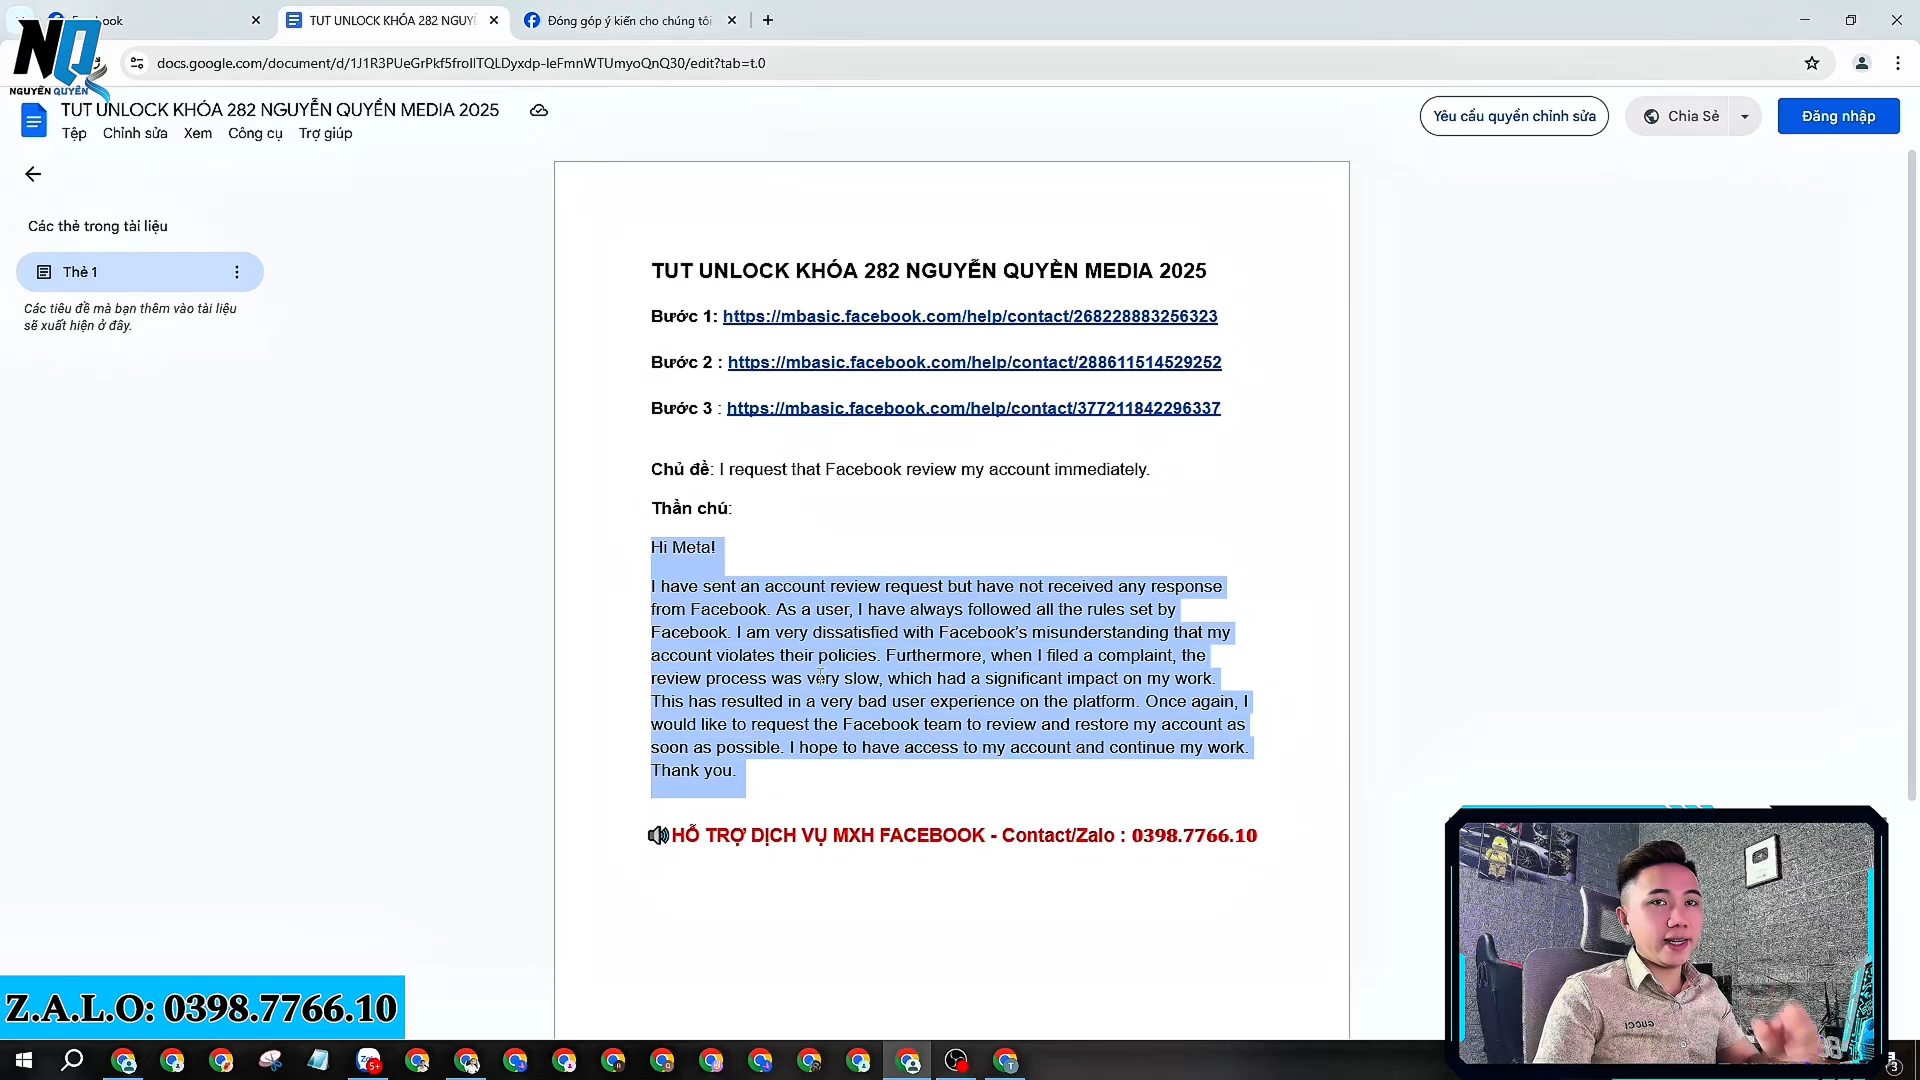 ook
TUT UNLOCK KHÓA 282 NGUYỄ
Đóng góp ý kiến cho chúng tôi
NQ
NGUYỄN QUYỀN
docs.google.com/document/d/1J1R3PUeGrPkf5froIlTQLDyxdp-leFmnWTUmyoQnQ30/edit?tab=t.0
TUT UNLOCK KHÓA 282 NGUYỄN QUYỀN MEDIA 2025
Tệp Chỉnh sửa Xem Công cụ Trợ giúp
Yêu cầu quyền chỉnh sửa
Chia Sẻ
Đăng nhập
Các thẻ trong tài liệu
Thẻ 1
Các tiêu đề mà bạn thêm vào tài liệu
sẽ xuất hiện ở đây.
TUT UNLOCK KHÓA 282 NGUYỄN QUYỀN MEDIA 2025
Bước 1: https://mbasic.facebook.com/help/contact/268228883256323
Bước 2 : https://mbasic.facebook.com/help/contact/288611514529252
Bước 3 : https://mbasic.facebook.com/help/contact/377211842296337
Chủ đề: I request that Facebook review my account immediately.
Thần chú:
Hi Meta!
I have sent an account review request but have not received any response
from Facebook. As a user, I have always followed all the rules set by
Facebook. I am very dissatisfied with Facebook's misunderstanding that my
account violates their policies. Furthermore, when I filed a complaint, the
review process was very slow, which had a significant impact on my work.
This has resulted in a very bad user experience on the platform. Once again, I
would like to request the Facebook team to review and restore my account as
soon as possible. I hope to have access to my account and continue my work.
Thank you.
HỖ TRỢ DỊCH VỤ MXH FACEBOOK - Contact/Zalo : 0398.7766.10
Z.A.L.O: 0398.7766.10
GUCCI
5+
3